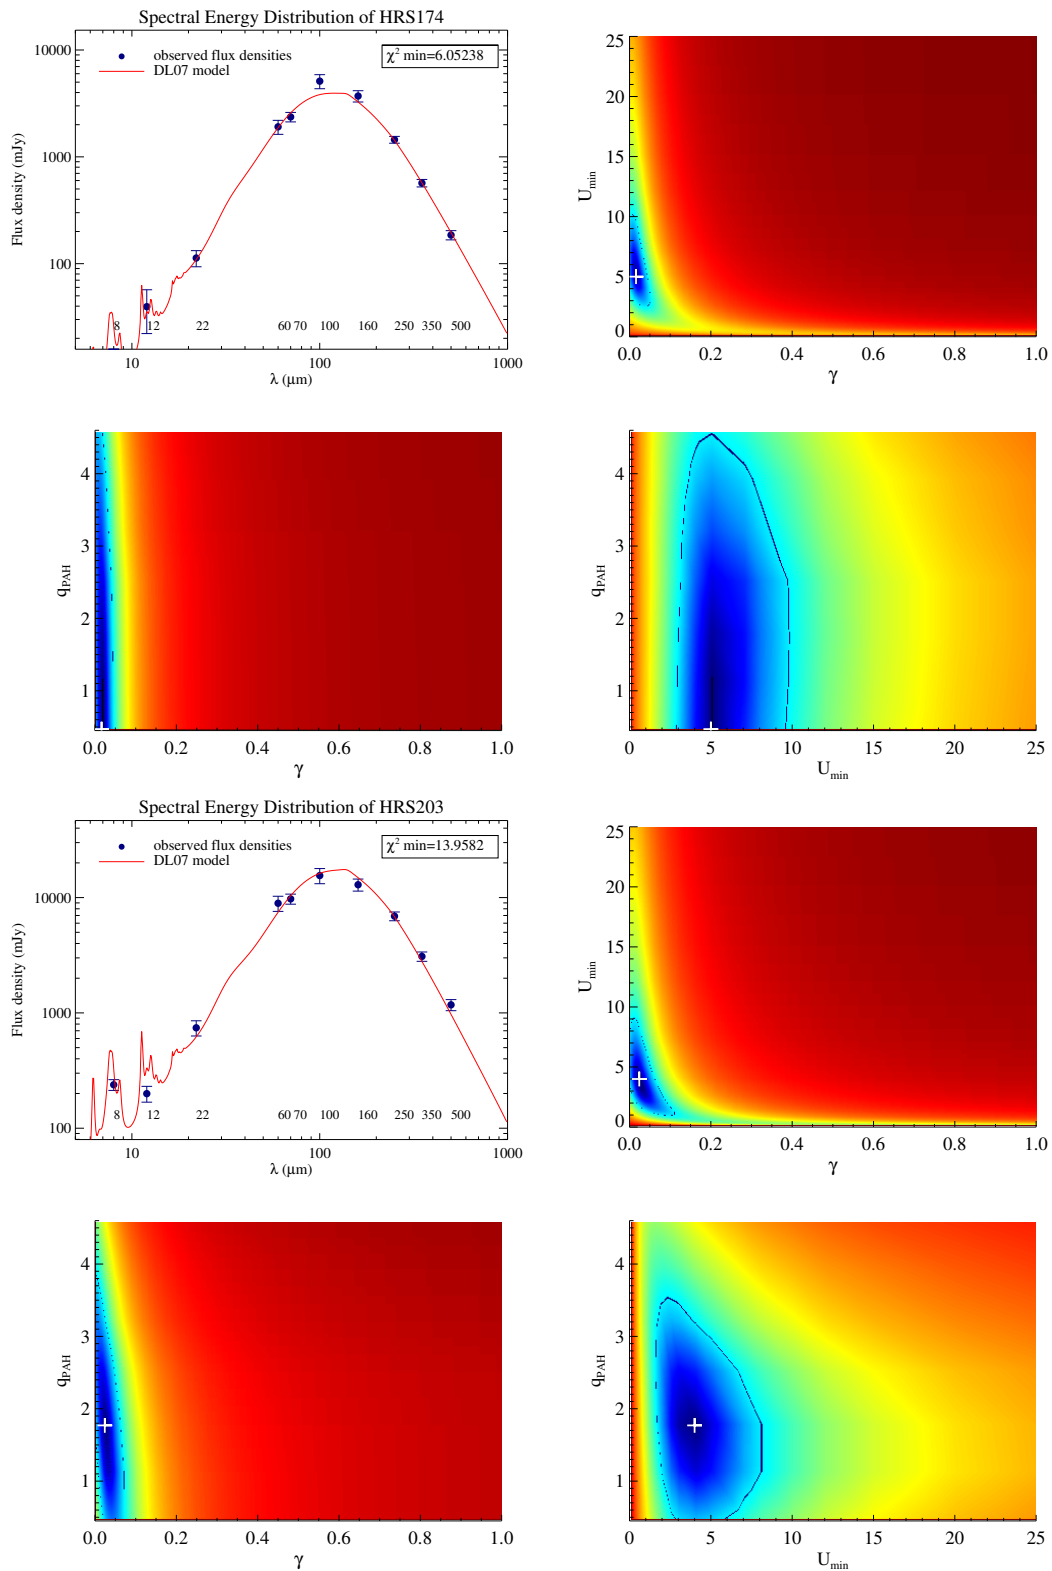 Spectral Energy Distribution of HRS174
observed flux densities
DL07 model
χ² min=6.05238
10000
1000
100
Flux density (mJy)
8 12 22 60 70 100 160 250 350 500
10 100 1000
λ (μm)
25
20
15
10
5
0
U_min
0.0 0.2 0.4 0.6 0.8 1.0
γ
4
3
2
1
q_PAH
0.0 0.2 0.4 0.6 0.8 1.0
γ
4
3
2
1
q_PAH
0 5 10 15 20 25
U_min
Spectral Energy Distribution of HRS203
observed flux densities
DL07 model
χ² min=13.9582
10000
1000
100
Flux density (mJy)
8 12 22 60 70 100 160 250 350 500
10 100 1000
λ (μm)
25
20
15
10
5
0
U_min
0.0 0.2 0.4 0.6 0.8 1.0
γ
4
3
2
1
q_PAH
0.0 0.2 0.4 0.6 0.8 1.0
γ
4
3
2
1
q_PAH
0 5 10 15 20 25
U_min